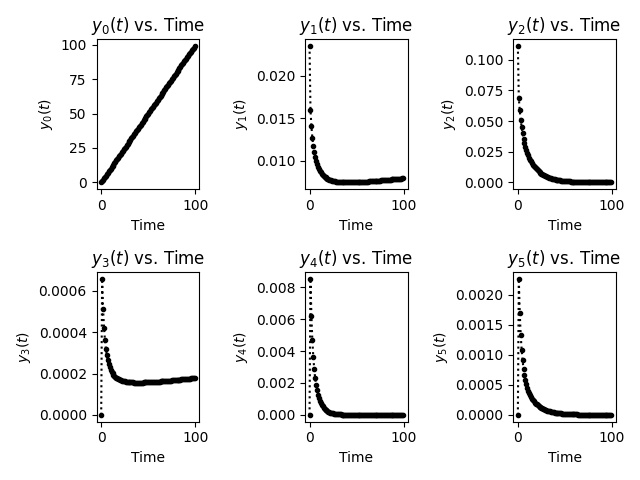 y0(t) vs. Time
y1(t) vs. Time
y2(t) vs. Time
y0(t)
100
75
50
25
0
0
100
Time
y1(t)
0.020
0.015
0.010
0
100
Time
y2(t)
0.100
0.075
0.050
0.025
0.000
0
100
Time
y3(t) vs. Time
y4(t) vs. Time
y5(t) vs. Time
y3(t)
0.0006
0.0004
0.0002
0.0000
0
100
Time
y4(t)
0.008
0.006
0.004
0.002
0.000
0
100
Time
y5(t)
0.0020
0.0015
0.0010
0.0005
0.0000
0
100
Time